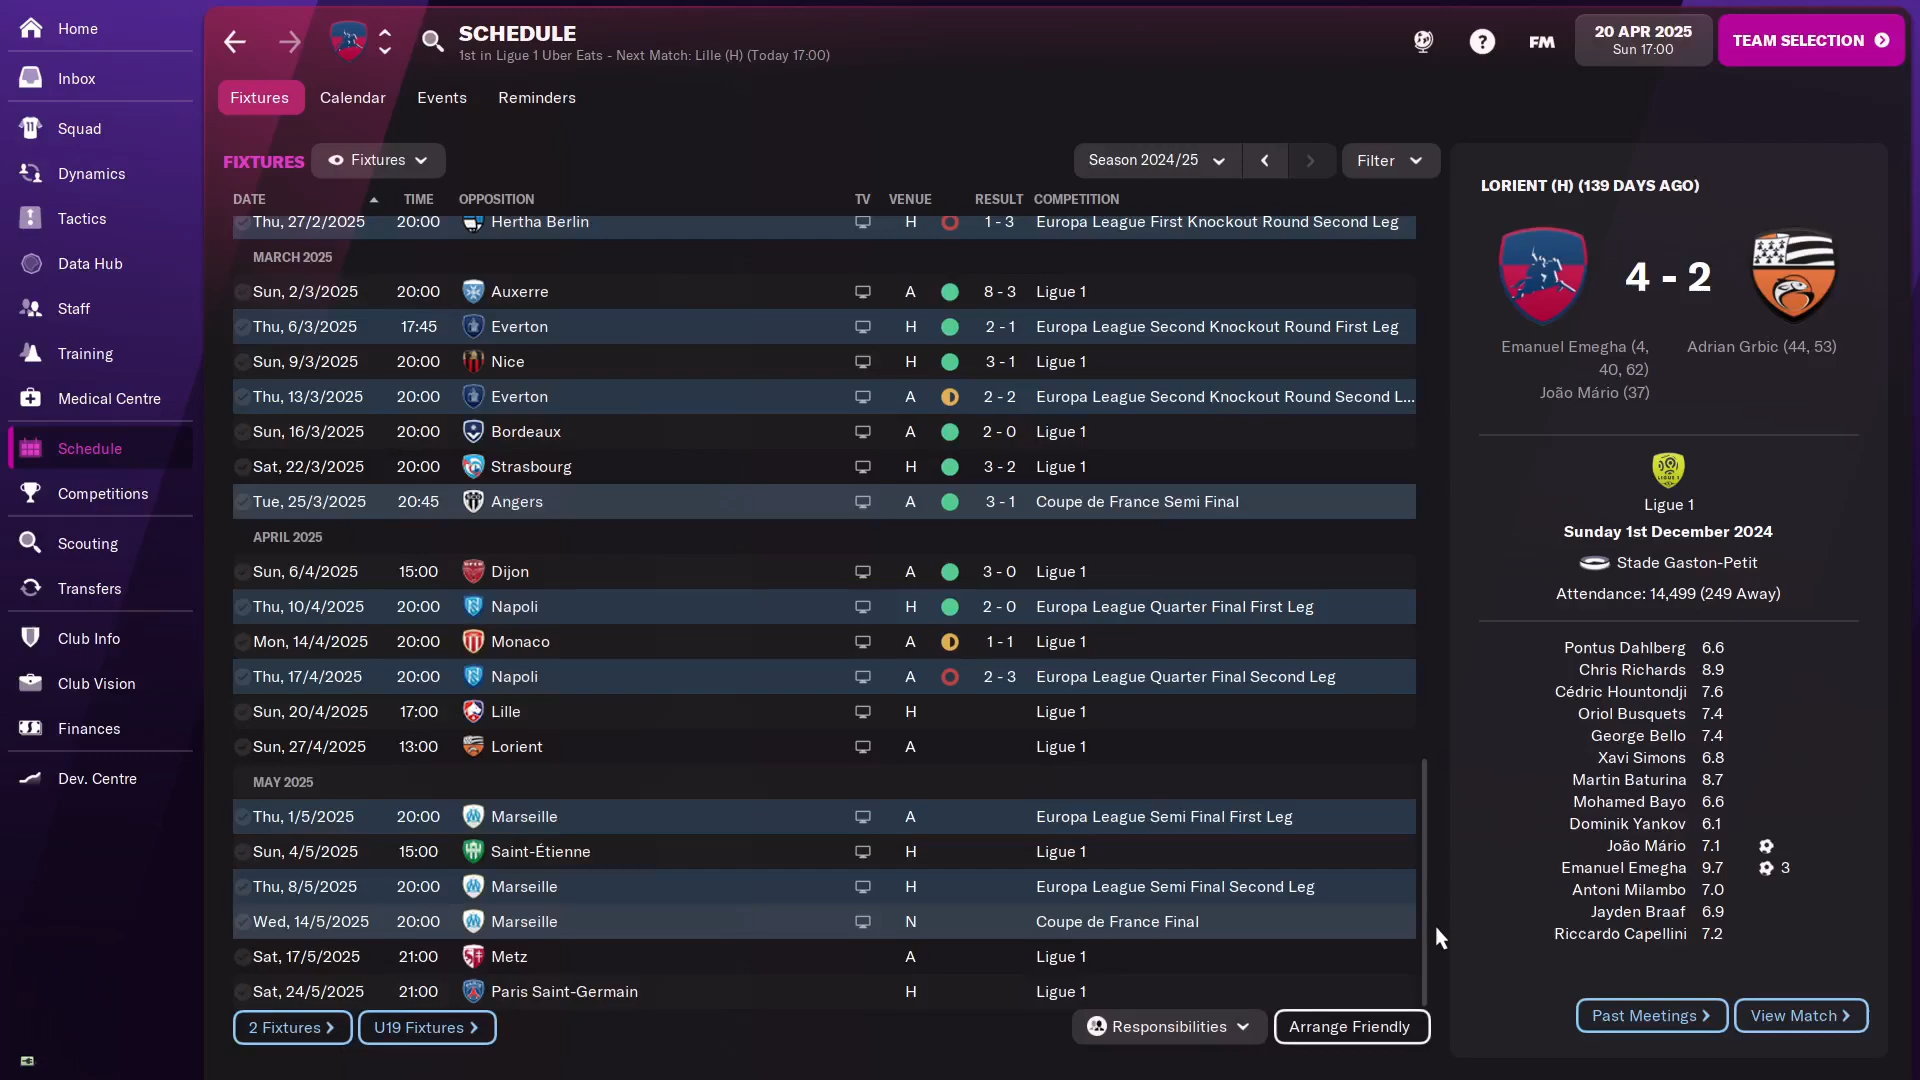 Home
Inbox
Squad
Dynamics
Tactics
Data Hub
Staff
Training
Medical Centre
Schedule
Competitions
Scouting
Transfers
Club Info
Club Vision
Finances
Dev. Centre
SCHEDULE
1st in Ligue 1 Uber Eats - Next Match: Lille (H) (Today 17:00)
FM
20 APR 2025
Sun 17:00
TEAM SELECTION
Fixtures Calendar Events Reminders
FIXTURES Fixtures Season 2024/25 Filter
DATE TIME OPPOSITION TV VENUE RESULT COMPETITION
Thu, 27/2/2025 20:00 Hertha Berlin H 1 - 3 Europa League First Knockout Round Second Leg
MARCH 2025
Sun, 2/3/2025 20:00 Auxerre A 8 - 3 Ligue 1
Thu, 6/3/2025 17:45 Everton H 2 - 1 Europa League Second Knockout Round First Leg
Sun, 9/3/2025 20:00 Nice H 3 - 1 Ligue 1
Thu, 13/3/2025 20:00 Everton A 2 - 2 Europa League Second Knockout Round Second L...
Sun, 16/3/2025 20:00 Bordeaux A 2 - 0 Ligue 1
Sat, 22/3/2025 20:00 Strasbourg H 3 - 2 Ligue 1
Tue, 25/3/2025 20:45 Angers A 3 - 1 Coupe de France Semi Final
APRIL 2025
Sun, 6/4/2025 15:00 Dijon A 3 - 0 Ligue 1
Thu, 10/4/2025 20:00 Napoli H 2 - 0 Europa League Quarter Final First Leg
Mon, 14/4/2025 20:00 Monaco A 1 - 1 Ligue 1
Thu, 17/4/2025 20:00 Napoli A 2 - 3 Europa League Quarter Final Second Leg
Sun, 20/4/2025 17:00 Lille H Ligue 1
Sun, 27/4/2025 13:00 Lorient A Ligue 1
MAY 2025
Thu, 1/5/2025 20:00 Marseille A Europa League Semi Final First Leg
Sun, 4/5/2025 15:00 Saint-Étienne H Ligue 1
Thu, 8/5/2025 20:00 Marseille H Europa League Semi Final Second Leg
Wed, 14/5/2025 20:00 Marseille N Coupe de France Final
Sat, 17/5/2025 21:00 Metz A Ligue 1
Sat, 24/5/2025 21:00 Paris Saint-Germain H Ligue 1
2 Fixtures U19 Fixtures Responsibilities Arrange Friendly
LORIENT (H) (139 DAYS AGO)
4 - 2
Emanuel Emegha (4, Adrian Grbic (44, 53)
40, 62)
João Mário (37)
Ligue 1
Sunday 1st December 2024
Stade Gaston-Petit
Attendance: 14,499 (249 Away)
Pontus Dahlberg 6.6
Chris Richards 8.9
Cédric Hountondji 7.6
Oriol Busquets 7.4
George Bello 7.4
Xavi Simons 6.8
Martin Baturina 8.7
Mohamed Bayo 6.6
Dominik Yankov 6.1
João Mário 7.1
Emanuel Emegha 9.7 3
Antoni Milambo 7.0
Jayden Braaf 6.9
Riccardo Capellini 7.2
Past Meetings View Match